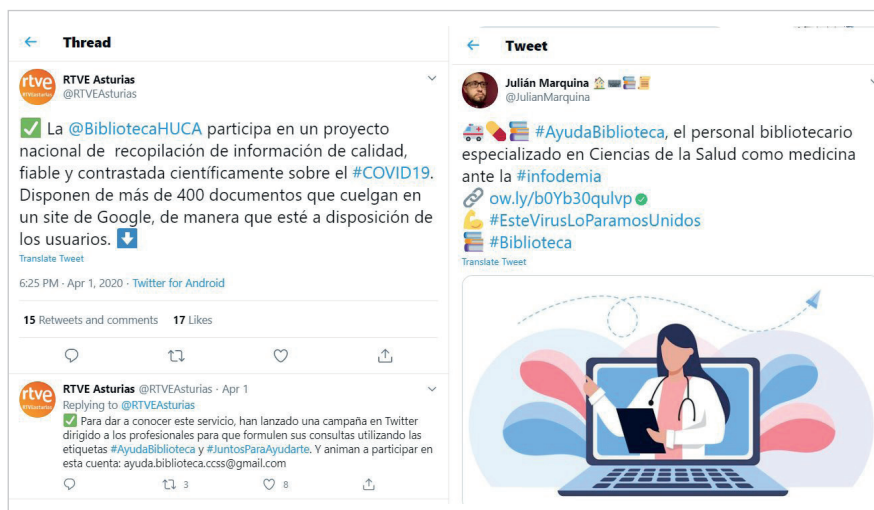 Thread
rtve
RTVEAsturias
RTVE Asturias
@RTVEAsturias
La @BibliotecaHUCA participa en un proyecto
nacional de recopilación de información de calidad,
fiable y contrastada científicamente sobre el #COVID19.
Disponen de más de 400 documentos que cuelgan en
un site de Google, de manera que esté a disposición de
los usuarios.
Translate Tweet
6:25 PM · Apr 1, 2020 · Twitter for Android
15 Retweets and comments 17 Likes
rtve
RTVEAsturias
RTVE Asturias @RTVEAsturias · Apr 1
Replying to @RTVEAsturias
Para dar a conocer este servicio, han lanzado una campaña en Twitter
dirigido a los profesionales para que formulen sus consultas utilizando las
etiquetas #AyudaBiblioteca y #JuntosParaAyudarte. Y animan a participar en
esta cuenta: ayuda.biblioteca.ccss@gmail.com
3 8
Tweet
Julián Marquina
@JulianMarquina
#AyudaBiblioteca, el personal bibliotecario
especializado en Ciencias de la Salud como medicina
ante la #infodemia
ow.ly/b0Yb30qulvp
#EsteVirusLoParamosUnidos
#Biblioteca
Translate Tweet